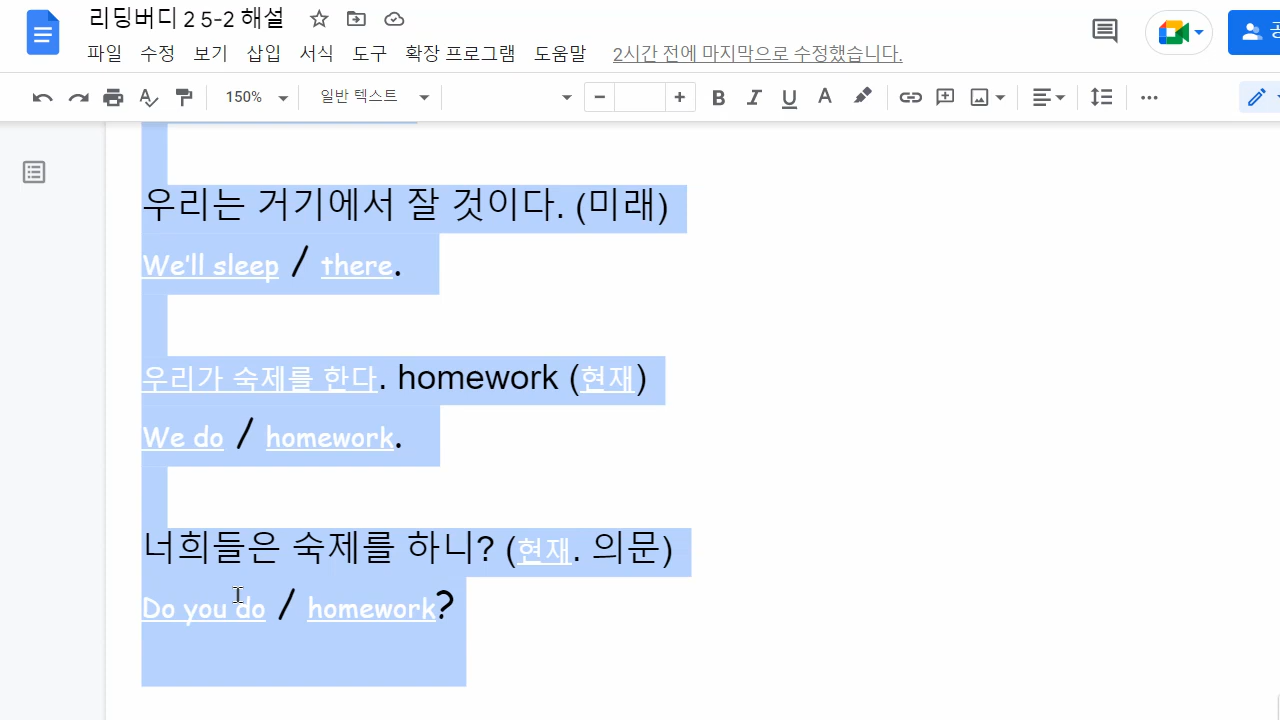 리딩버디 2 5-2 해설
파일 수정 보기 삽입 서식 도구 확장 프로그램 도움말 2시간 전에 마지막으로 수정했습니다.
150% 일반 텍스트 − + B I U A
우리는 거기에서 잘 것이다. (미래)
We'll sleep / there.
우리가 숙제를 한다. homework (현재)
We do / homework.
너희들은 숙제를 하니? (현재. 의문)
Do you do / homework?